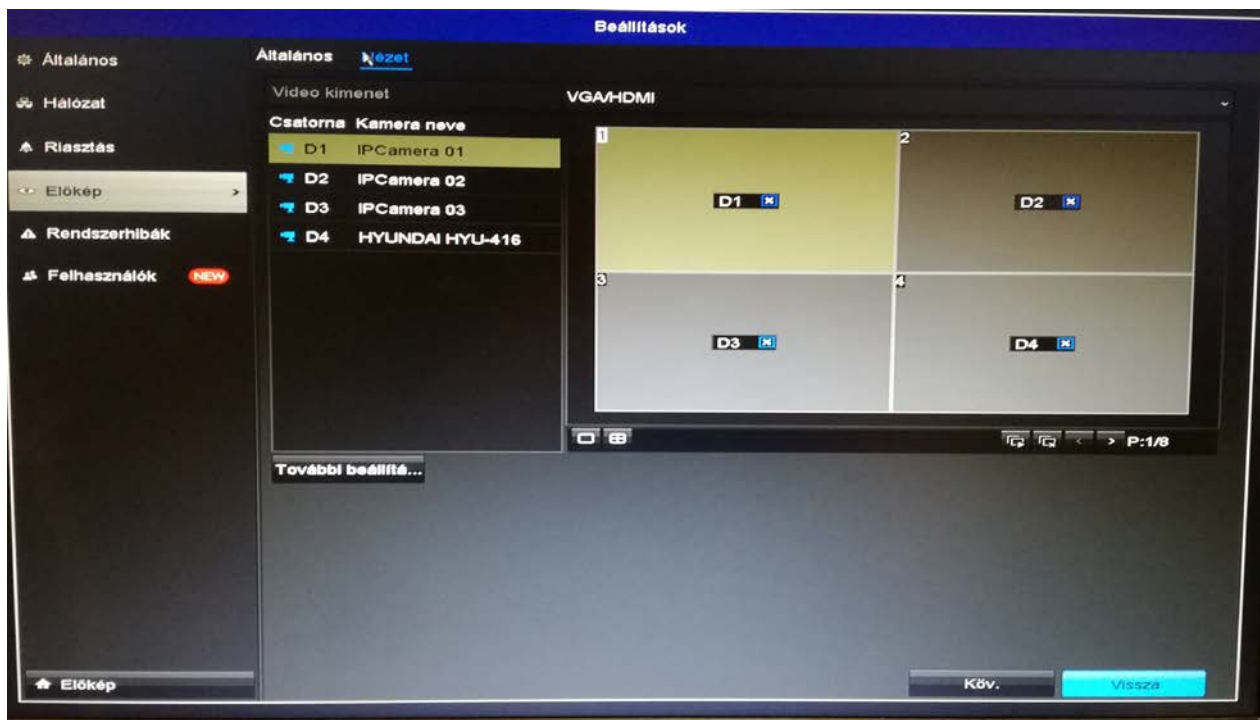 Beállítások
Általános
Hálózat
Riasztás
Előkép >
Rendszerhibák
Felhasználók NEW
Előkép
Általános Nézet
Video kimenet VGA/HDMI
Csatorna Kamera neve
D1 IPCamera 01
D2 IPCamera 02
D3 IPCamera 03
D4 HYUNDAI HYU-416
További beállítá...
1
D1
2
D2
3
D3
4
D4
< > P:1/8
Köv. Vissza